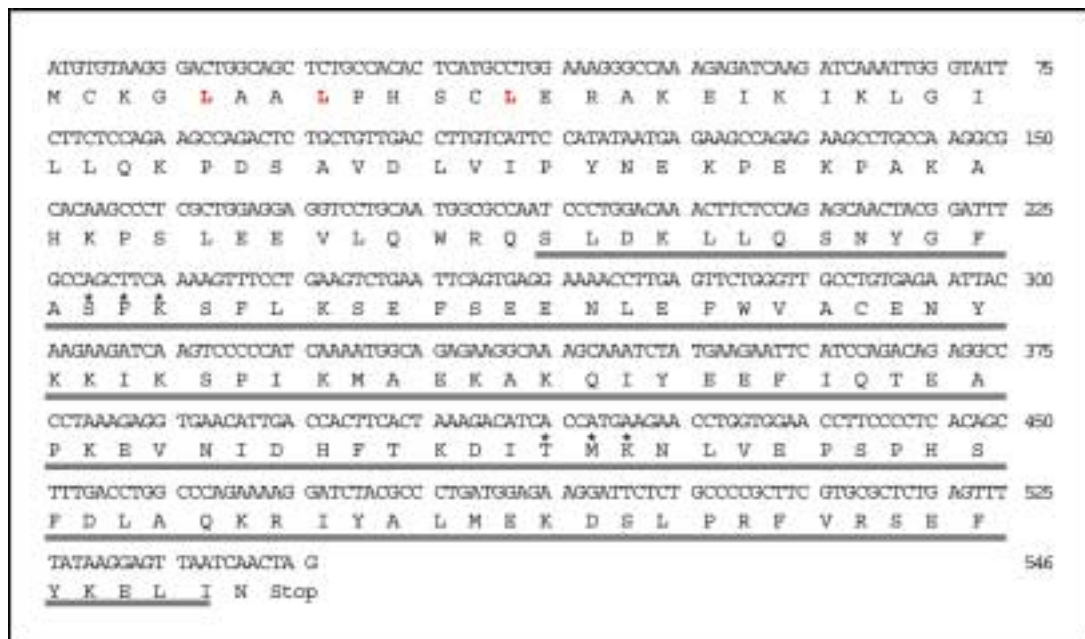 ATGTGTAAGG GACTGGCAGC TCTGCCACAC TCATGCCTGG AAAGGGCCAA AGAGATCAAG ATCAAATTGG GTATT 75
M C K G L A A L P H S C L E R A K E I K I K L G I
CTTCTCCAGA AGCCAGACTC TGCTGTTGAC CTTGTCATTC CATATAATGA GAAGCCAGAG AAGCCTGCCA AGGCG 150
L L Q K P D S A V D L V I P Y N E K P E K P A K A
CACAAGCCCT CGCTGGAGGA GGTCCTGCAA TGGCGCCAAT CCCTGGACAA ACTTCTCCAG AGCAACTACG GATTT 225
H K P S L E E V L Q W R Q S L D K L L Q S N Y G F
GCCAGCTTCA AAAGTTTCCT GAAGTCTGAA TTCAGTGAGG AAAACCTTGA GTTCTGGGTT GCCTGTGAGA ATTAC 300
* * *
A S F K S F L K S E F S E E N L E F W V A C E N Y
AAGAAGATCA AGTCCCCCAT CAAAATGGCA GAGAAGGCAA AGCAAATCTA TGAAGAATTC ATCCAGACAG AGGCC 375
K K I K S P I K M A E K A K Q I Y E E F I Q T E A
CCTAAAGAGG TGAACATTGA CCACTTCACT AAAGACATCA CCATGAAGAA CCTGGTGGAA CCTTCCCCTC ACAGC 450
* * *
P K E V N I D H F T K D I T M K N L V E P S P H S
TTTGACCTGG CCCAGAAAAG GATCTACGCC CTGATGGAGA AGGATTCTCT GCCCCGCTTC GTGCGCTCTG AGTTT 525
F D L A Q K R I Y A L M E K D S L P R F V R S E F
TATAAGGAGT TAATCAACTA G 546
Y K E L I N Stop